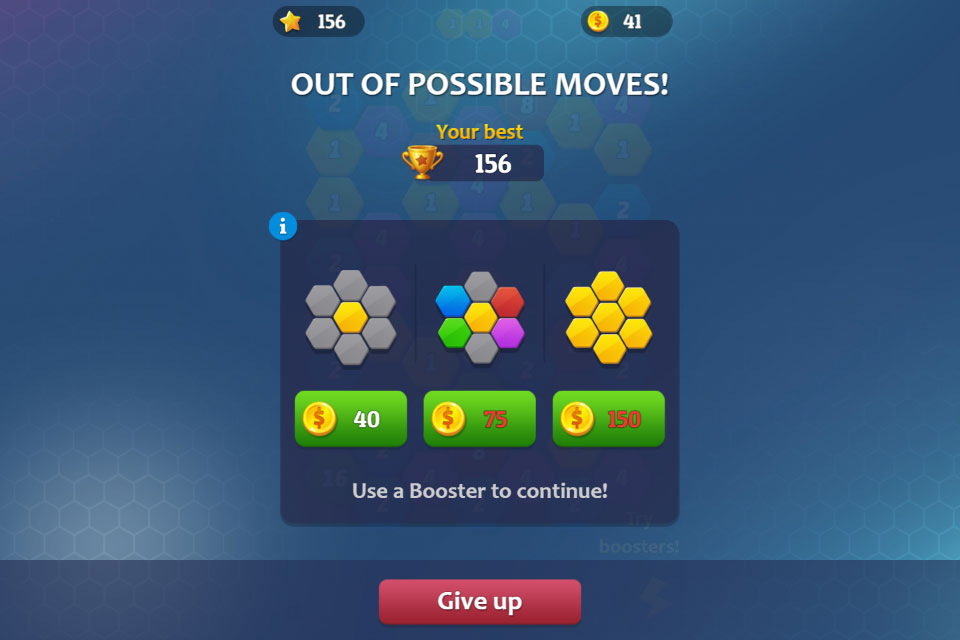 156
41
OUT OF POSSIBLE MOVES!
Your best
156
i
40
75
150
Use a Booster to continue!
Try
boosters!
Give up